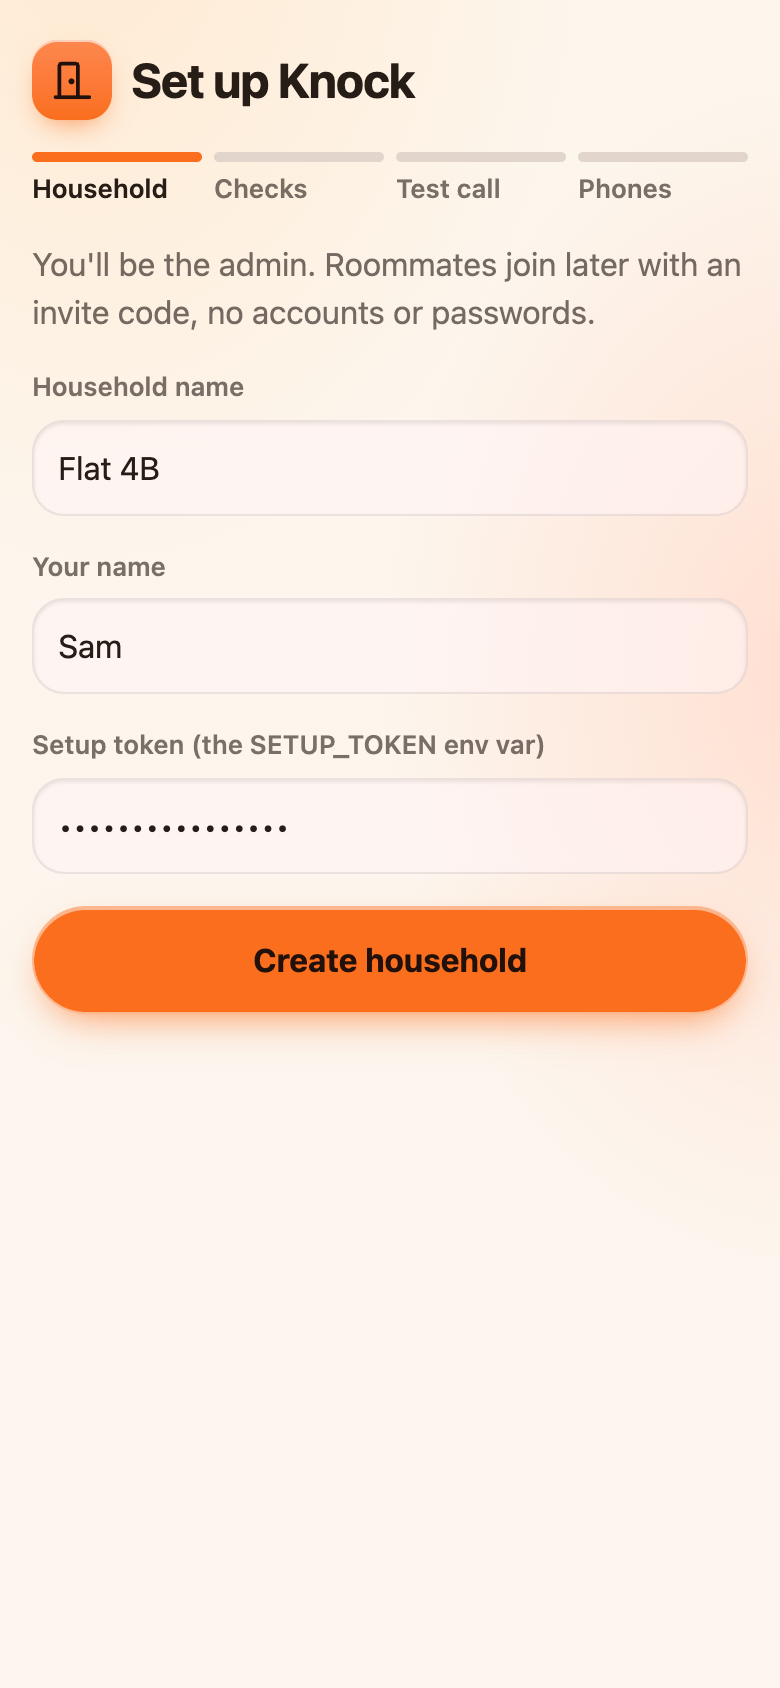 Set up Knock
Household
Checks
Test call
Phones
You'll be the admin. Roommates join later with an
invite code, no accounts or passwords.
Household name
Flat 4B
Your name
Sam
Setup token (the SETUP_TOKEN env var)
••••••••••••••••
Create household